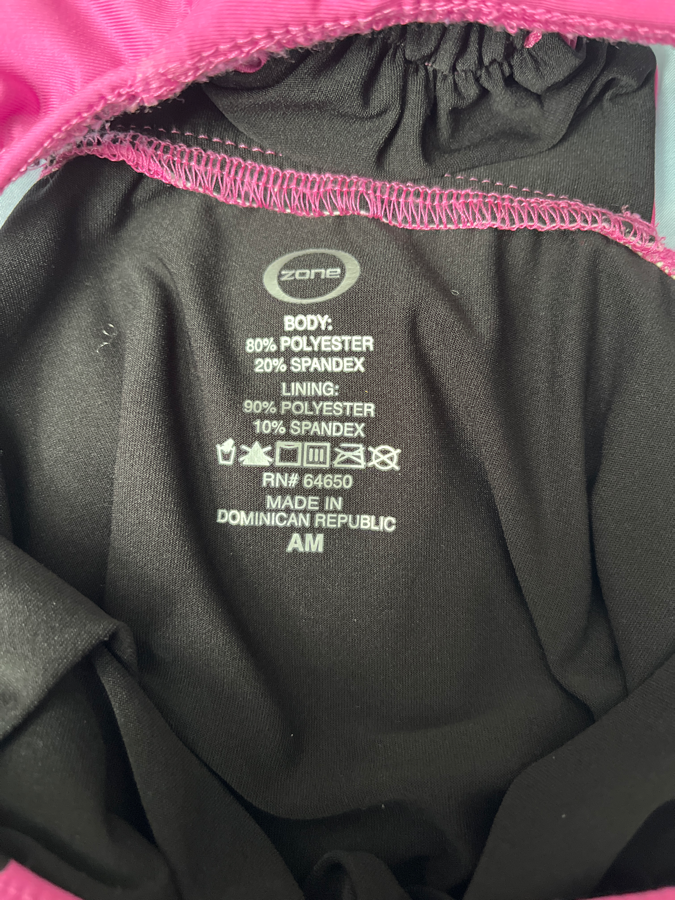 zone
BODY:
80% POLYESTER
20% SPANDEX
LINING:
90% POLYESTER
10% SPANDEX
RN# 64650
MADE IN
DOMINICAN REPUBLIC
AM